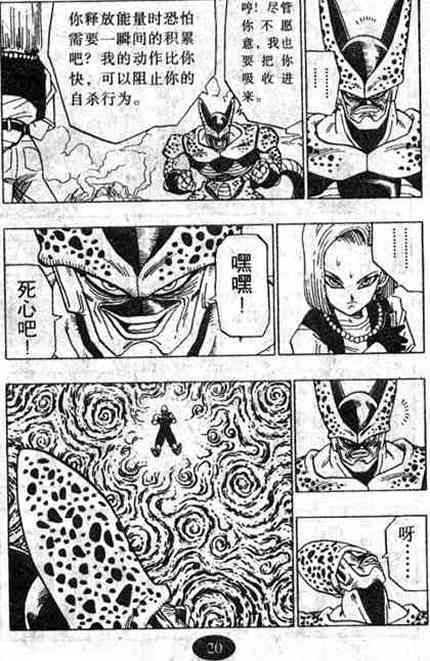 …………
哼！尽管
你不愿
意，我也
要把你
吸收进
来。
你释放能量时恐怕
需要一瞬间的积累
吧？我的动作比你
快，可以阻止你的
自杀行为。
…………
嘿嘿！
死心吧！
呀……
20